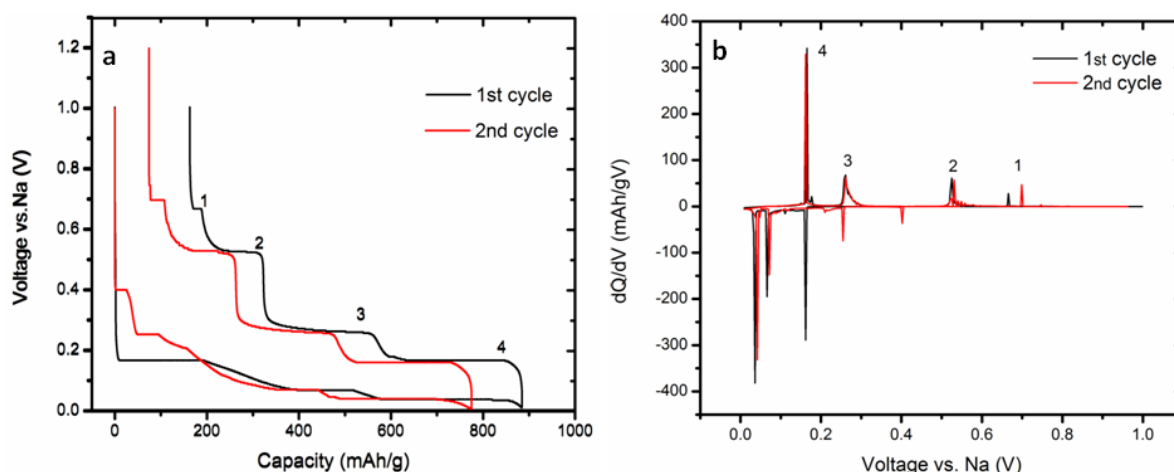 a
1st cycle
2nd cycle
1
2
3
4
Voltage vs.Na (V)
1.2
1.0
0.8
0.6
0.4
0.2
0.0
0 200 400 600 800 1000
Capacity (mAh/g)
b
4
1st cycle
2nd cycle
3
2
1
dQ/dV (mAh/gV)
400
300
200
100
0
-100
-200
-300
-400
0.0 0.2 0.4 0.6 0.8 1.0
Voltage vs. Na (V)